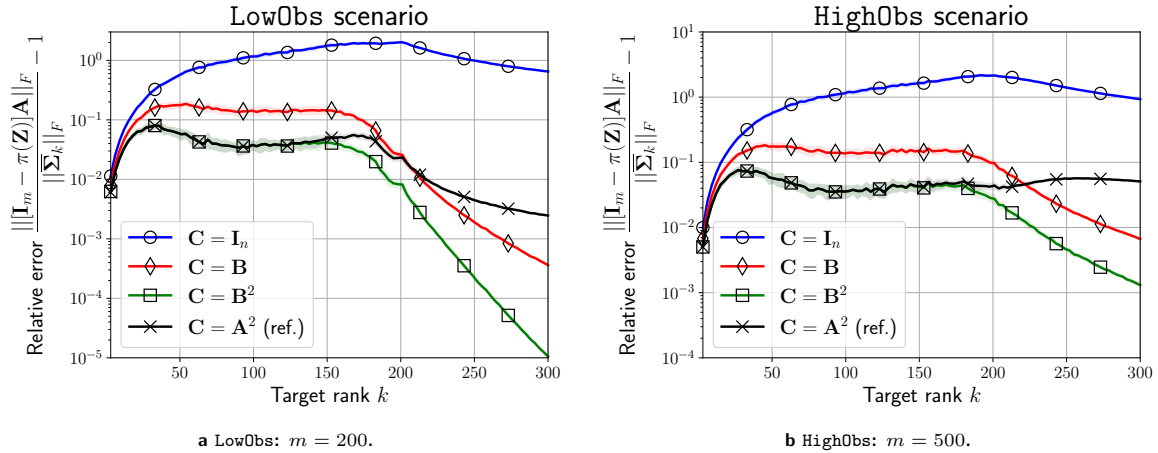 LowObs scenario
Relative error ||[I_m − π(Z)]A||_F / ||Σ̅_k||_F − 1
10^0
10^{-1}
10^{-2}
10^{-3}
10^{-4}
10^{-5}
C = I_n
C = B
C = B^2
C = A^2 (ref.)
50 100 150 200 250 300
Target rank k
a LowObs: m = 200.
HighObs scenario
Relative error ||[I_m − π(Z)]A||_F / ||Σ̅_k||_F − 1
10^1
10^0
10^{-1}
10^{-2}
10^{-3}
10^{-4}
C = I_n
C = B
C = B^2
C = A^2 (ref.)
50 100 150 200 250 300
Target rank k
b HighObs: m = 500.